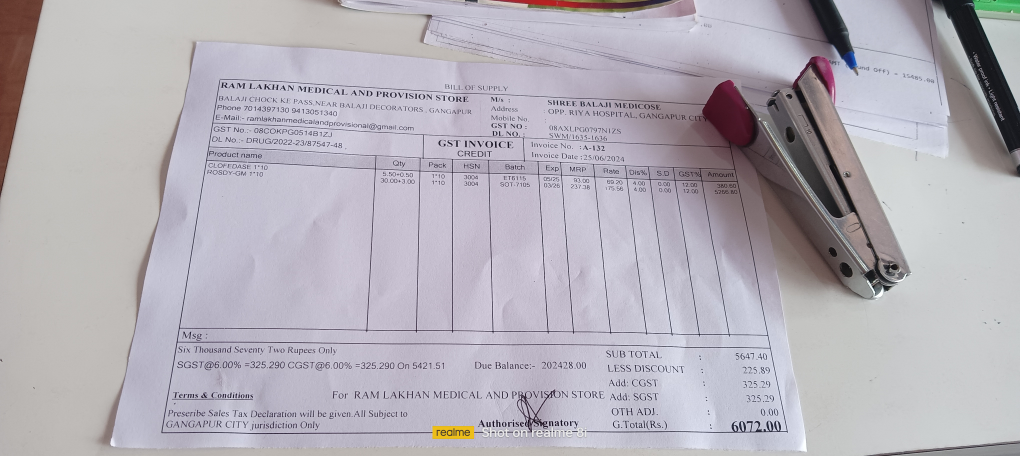 BILL OF SUPPLY
RAM LAKHAN MEDICAL AND PROVISION STORE
BALAJI CHOCK KE PASS,NEAR BALAJI DECORATORS , GANGAPUR
Phone 7014397130 9413051340
E-Mail:- ramlakhanmedicalandprovisional@gmail.com
GST No.:- 08COKPG0514B1ZJ
DL No.:- DRUG/2022-23/87547-48 ,
M/s : SHREE BALAJI MEDICOSE
Address OPP. RIYA HOSPITAL, GANGAPUR CITY
Mobile No.
GST NO : 08AXLPG0797N1ZS
DL NO. : SWM/1635-1636
GST INVOICE
CREDIT
Invoice No. :A-132
Invoice Date :25/06/2024
Product name Qty Pack HSN Batch Exp MRP Rate Dis% S.D GST% Amount
CLOFEDASE 1*10 5.50+0.50 1*10 3004 ET6115 05/25 93.00 69.20 4.00 0.00 12.00 380.60
ROSDY-GM 1*10 30.00+3.00 1*10 3004 SOT-7105 03/26 237.38 175.56 4.00 0.00 12.00 5266.80
Msg :
Six Thousand Seventy Two Rupees Only
SGST@6.00% =325.290 CGST@6.00% =325.290 On 5421.51
Due Balance:- 202428.00
SUB TOTAL : 5647.40
LESS DISCOUNT : 225.89
Add: CGST : 325.29
Add: SGST : 325.29
OTH ADJ. : 0.00
G.Total(Rs.) : 6072.00
Terms & Conditions
For RAM LAKHAN MEDICAL AND PROVISION STORE
Prescribe Sales Tax Declaration will be given.All Subject to
GANGAPUR CITY jurisdiction Only
Authorised Signatory
realme Shot on realme 8i